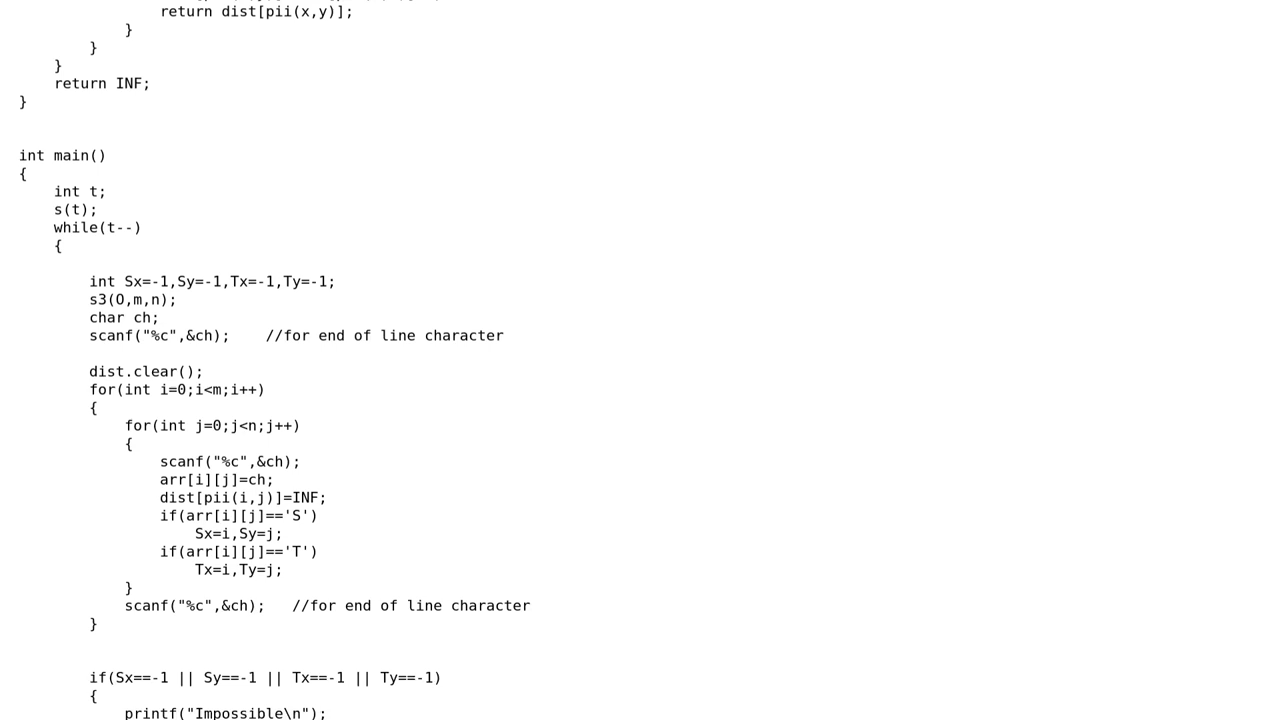 return dist[pii(x,y)];
}
}
}
return INF;
}
int main()
{
int t;
s(t);
while(t--)
{
int Sx=-1,Sy=-1,Tx=-1,Ty=-1;
s3(O,m,n);
char ch;
scanf("%c",&ch);    //for end of line character
dist.clear();
for(int i=0;i<m;i++)
{
for(int j=0;j<n;j++)
{
scanf("%c",&ch);
arr[i][j]=ch;
dist[pii(i,j)]=INF;
if(arr[i][j]=='S')
Sx=i,Sy=j;
if(arr[i][j]=='T')
Tx=i,Ty=j;
}
scanf("%c",&ch);   //for end of line character
}
if(Sx==-1 || Sy==-1 || Tx==-1 || Ty==-1)
{
printf("Impossible\n");